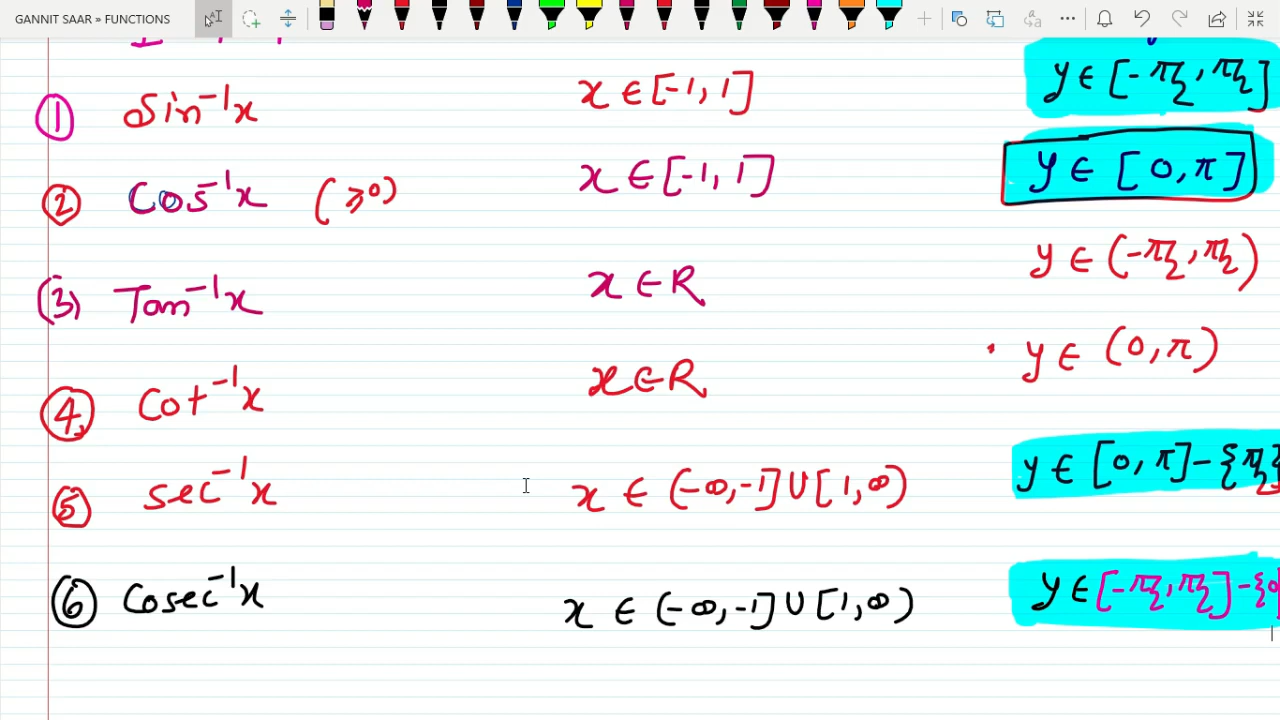 GANNIT SAAR » FUNCTIONS
① Sin⁻¹x x ∈ [-1, 1] y ∈ [-π/2, π/2]
② Cos⁻¹x (≥0) x ∈ [-1, 1] y ∈ [0, π]
(3) Tan⁻¹x x ∈ R y ∈ (-π/2, π/2)
④ Cot⁻¹x x ∈ R y ∈ (0, π)
⑤ sec⁻¹x x ∈ (-∞, -1] ∪ [1, ∞) y ∈ [0, π] - {π/2}
⑥ Cosec⁻¹x x ∈ (-∞, -1] ∪ [1, ∞) y ∈ [-π/2, π/2] - {0